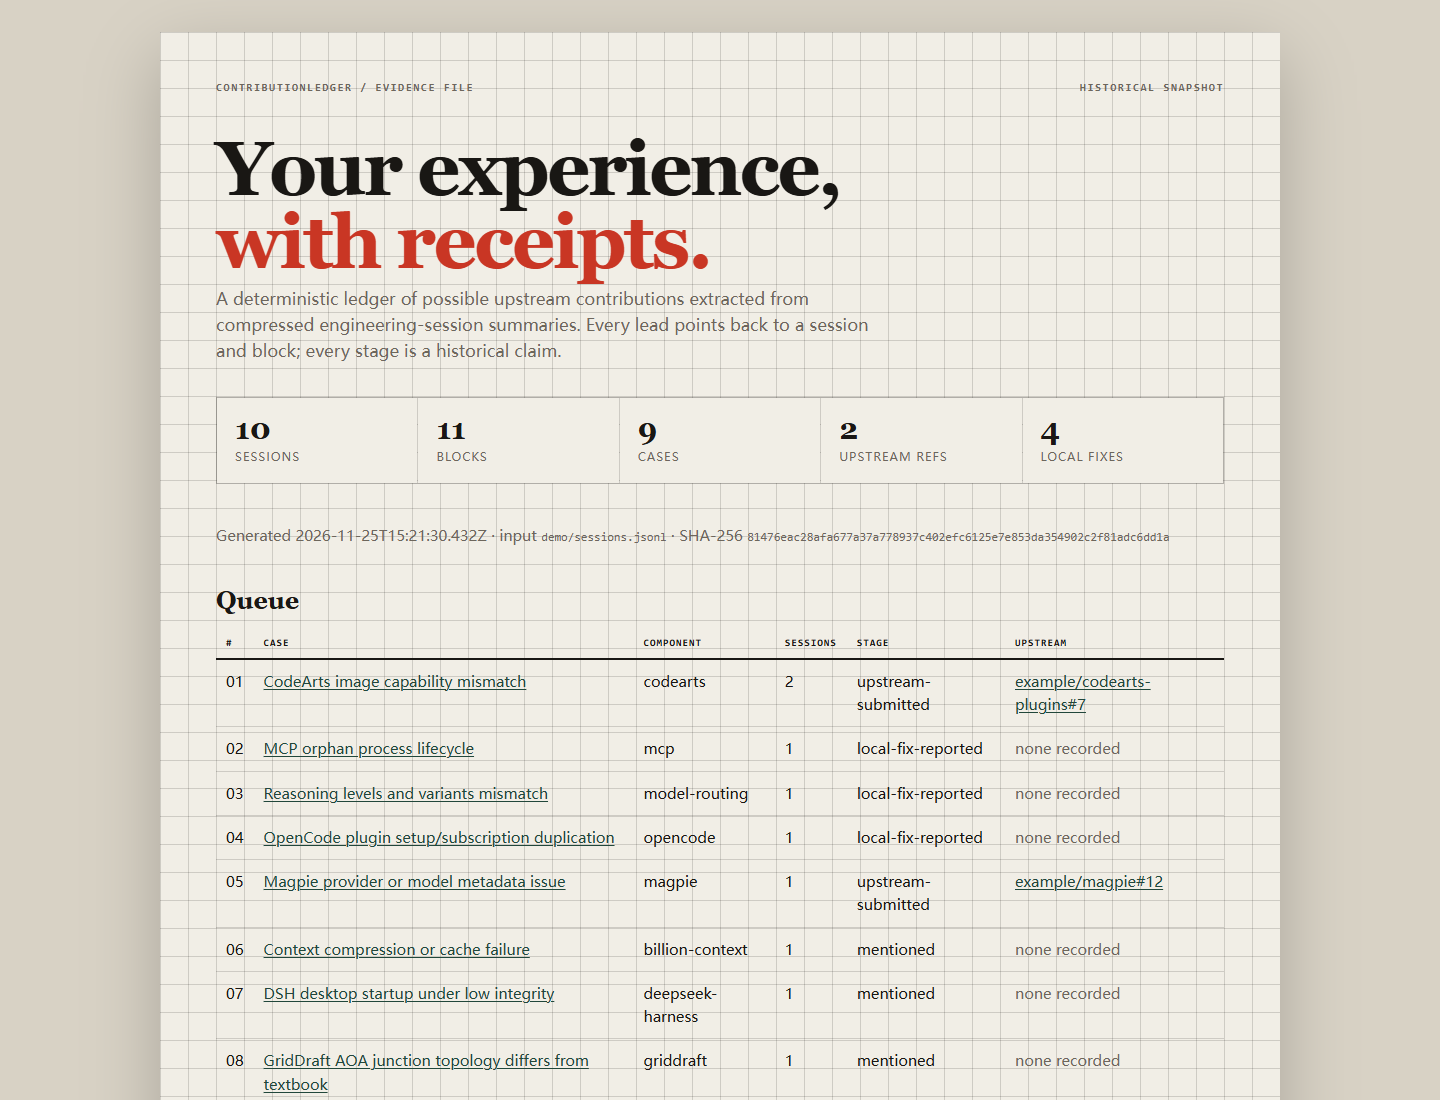 CONTRIBUTIONLEDGER / EVIDENCE FILE
HISTORICAL SNAPSHOT
Your experience,
with receipts.
A deterministic ledger of possible upstream contributions extracted from
compressed engineering-session summaries. Every lead points back to a session
and block; every stage is a historical claim.
10
SESSIONS
11
BLOCKS
9
CASES
2
UPSTREAM REFS
4
LOCAL FIXES
Generated 2026-11-25T15:21:30.432Z · input demo/sessions.jsonl · SHA-256 81476eac28afa677a37a778937c402efc6125e7e853da354902c2f81adc6dd1a
Queue
# CASE COMPONENT SESSIONS STAGE UPSTREAM
01 CodeArts image capability mismatch codearts 2 upstream- example/codearts-
submitted plugins#7
02 MCP orphan process lifecycle mcp 1 local-fix-reported none recorded
03 Reasoning levels and variants mismatch model-routing 1 local-fix-reported none recorded
04 OpenCode plugin setup/subscription duplication opencode 1 local-fix-reported none recorded
05 Magpie provider or model metadata issue magpie 1 upstream- example/magpie#12
submitted
06 Context compression or cache failure billion-context 1 mentioned none recorded
07 DSH desktop startup under low integrity deepseek- 1 mentioned none recorded
harness
08 GridDraft AOA junction topology differs from griddraft 1 mentioned none recorded
textbook